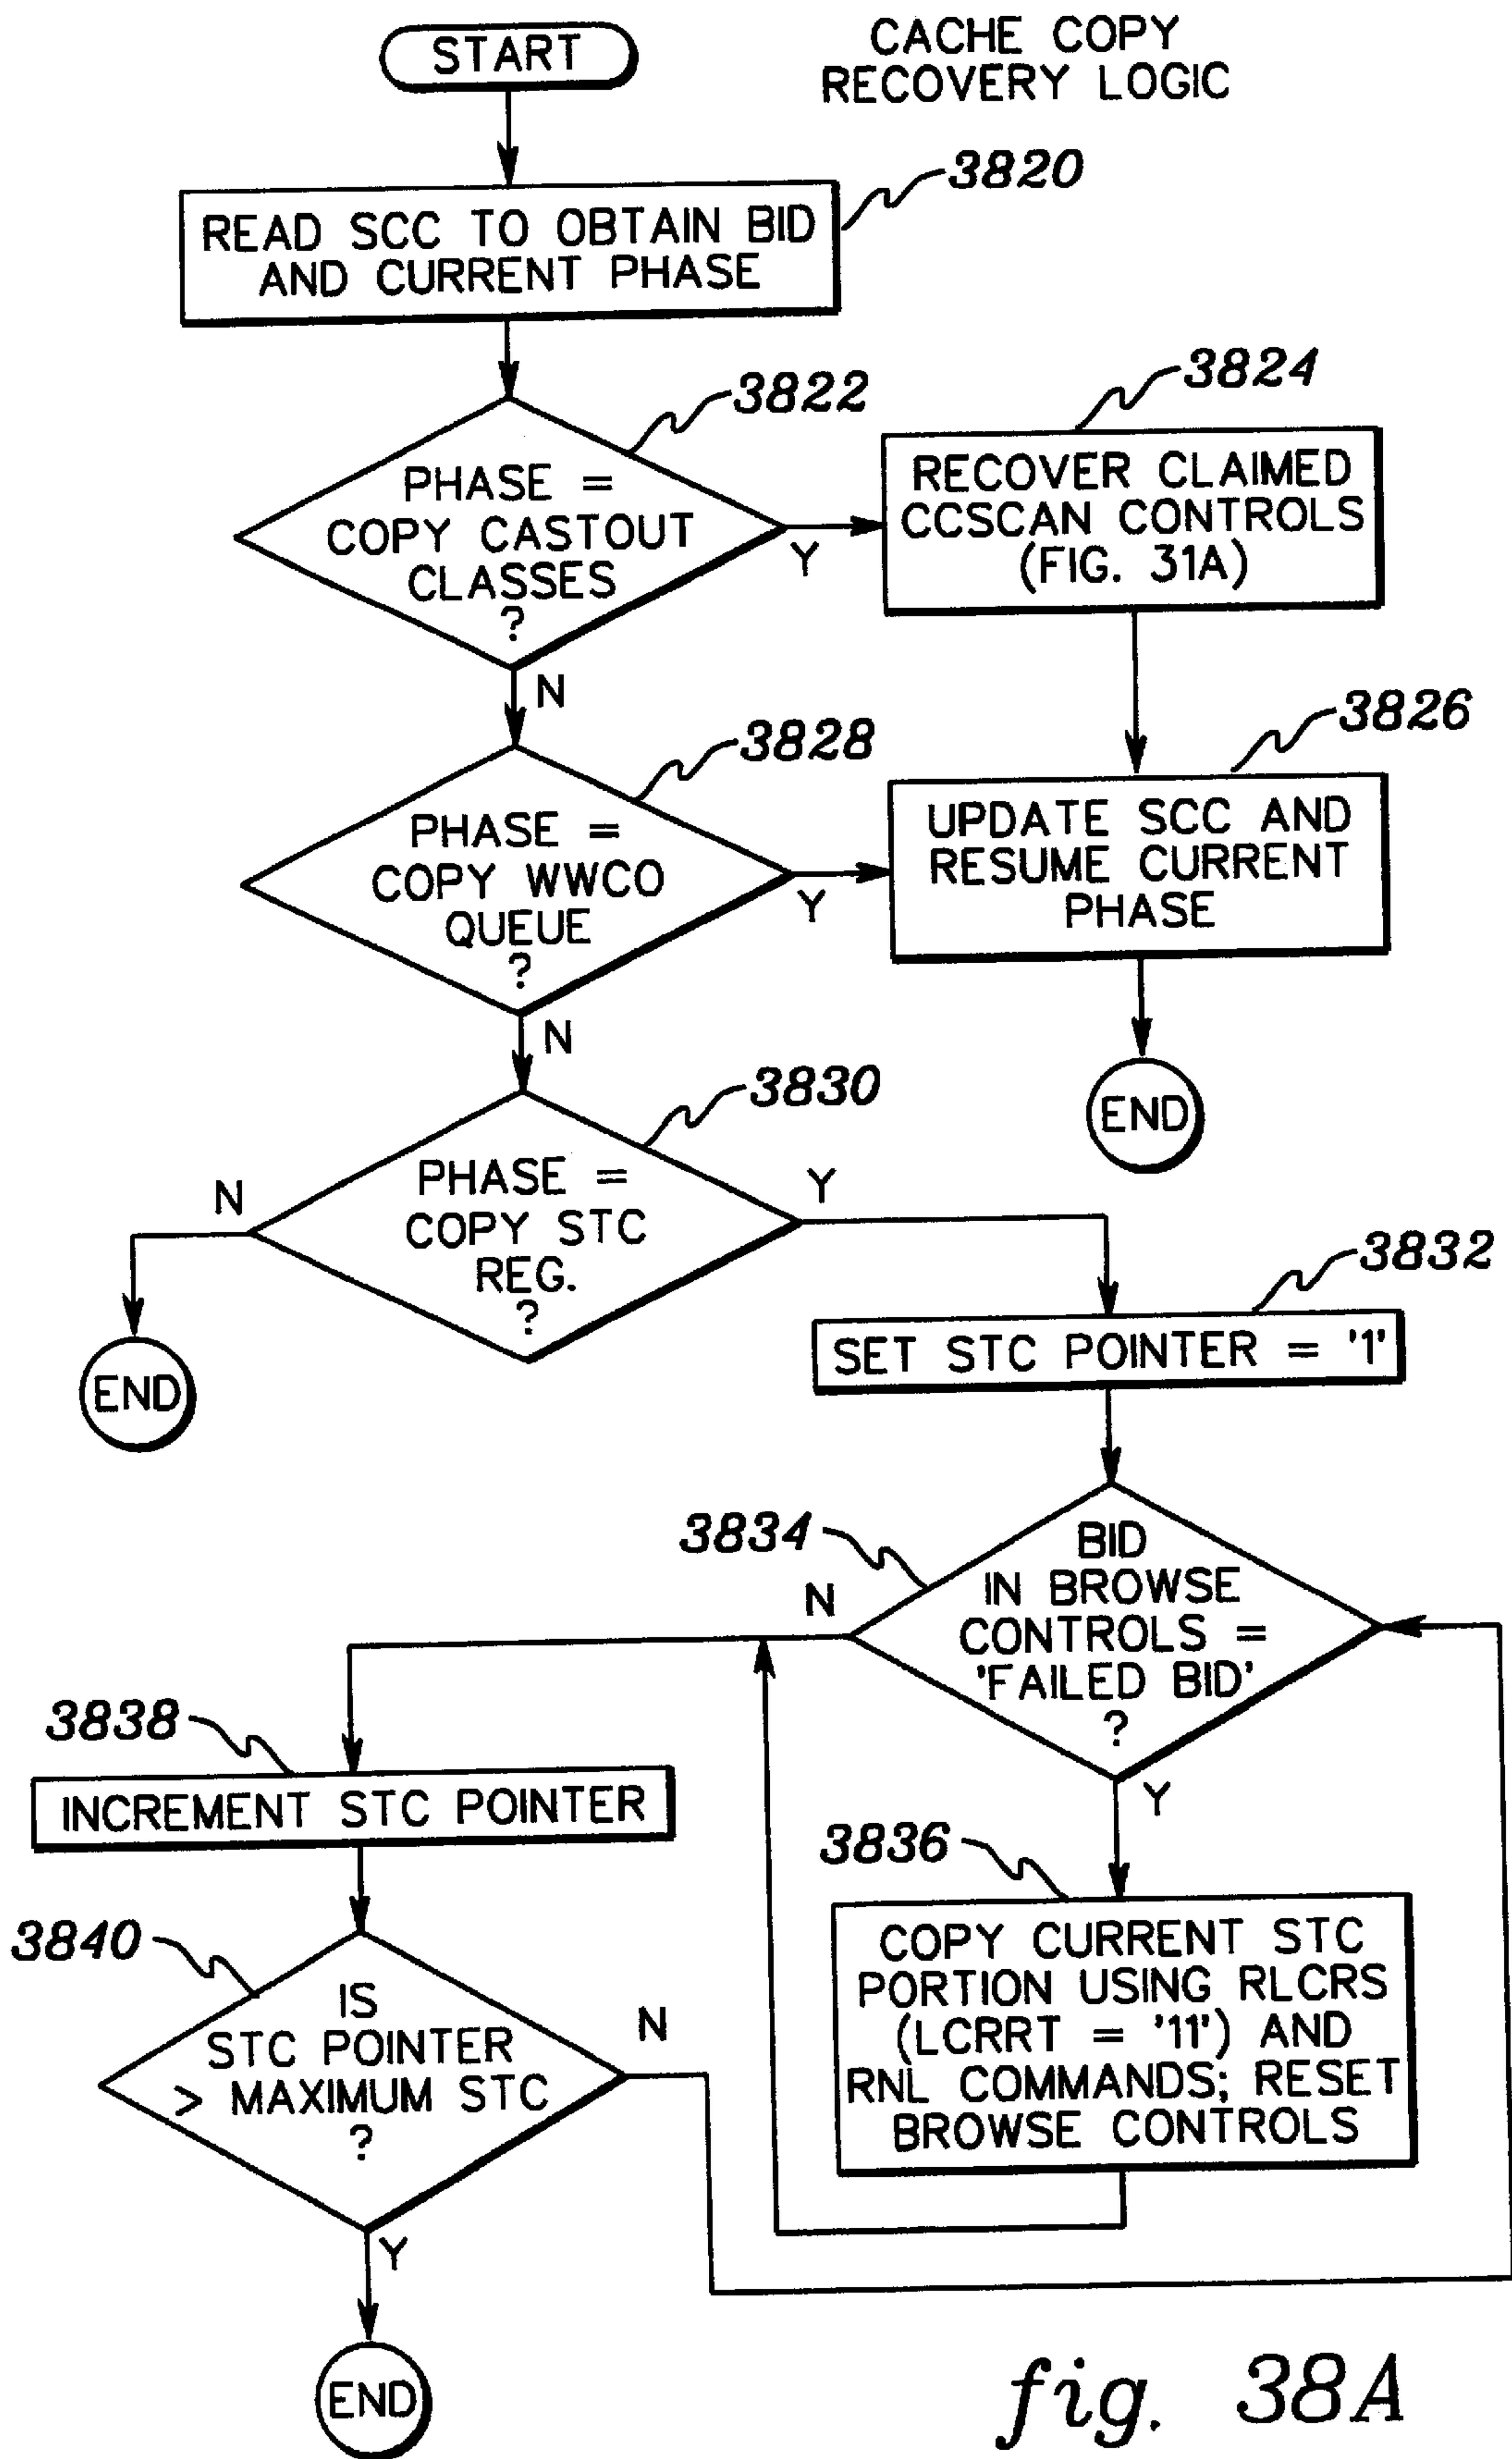 START
CACHE COPY
RECOVERY LOGIC
3820
READ SCC TO OBTAIN BID
AND CURRENT PHASE
3822
PHASE =
COPY CASTOUT
CLASSES
?
Y
N
3824
RECOVER CLAIMED
CCSCAN CONTROLS
(FIG. 31A)
3826
UPDATE SCC AND
RESUME CURRENT
PHASE
END
3828
PHASE =
COPY WWCO
QUEUE
?
Y
N
3830
PHASE =
COPY STC
REG.
?
N
Y
END
3832
SET STC POINTER = '1'
3834
BID
IN BROWSE
CONTROLS =
'FAILED BID'
?
N
Y
3836
COPY CURRENT STC
PORTION USING RLCRS
(LCRRT = '11') AND
RNL COMMANDS; RESET
BROWSE CONTROLS
3838
INCREMENT STC POINTER
3840
IS
STC POINTER
> MAXIMUM STC
?
N
Y
END
fig. 38A